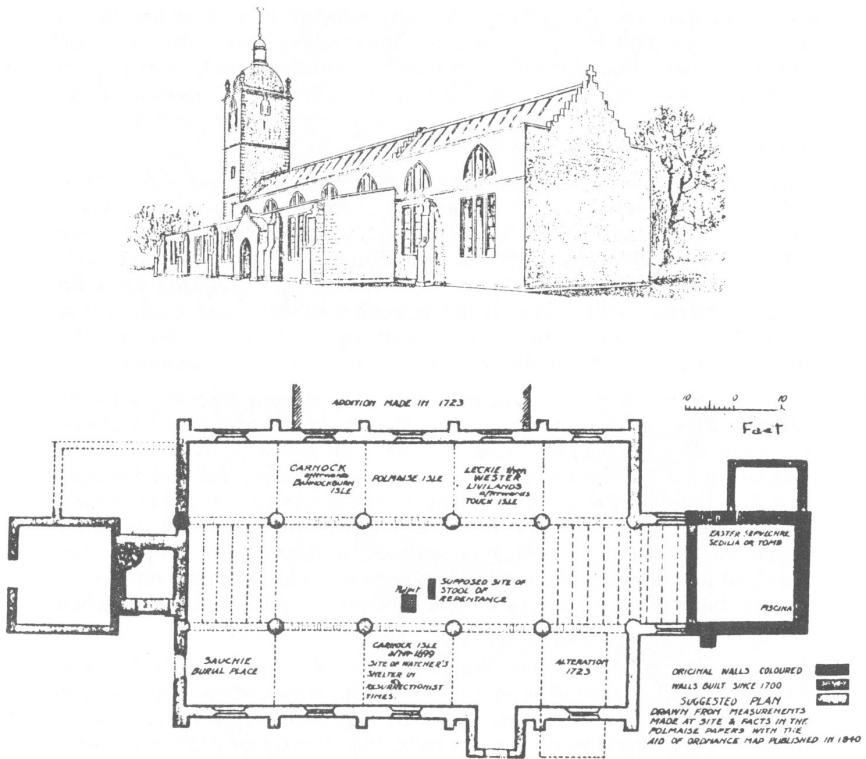 ADDITION MADE IN 1723
10 0 10
Feet
CARNOCK
afterwards
BANNOCKBURN
ISLE
POLMAISE ISLE
LECKIE then
WESTER
LIVILANDS
afterwards
TOUCH ISLE
EASTER SEPULCHRE
SEDILIA OR TOMB
PISCINA
Pulpit
SUPPOSED SITE OF
STOOL OF
REPENTANCE
SAUCHIE
BURIAL PLACE
CARNOCK ISLE
1699
SITE OF WATCHER'S
SHELTER IN
RESURRECTIONIST
TIMES.
ALTERATION
1723
ORIGINAL WALLS COLOURED
WALLS BUILT SINCE 1700
SUGGESTED PLAN
DRAWN FROM MEASUREMENTS
MADE AT SITE & FACTS IN THE
POLMAISE PAPERS WITH THE
AID OF ORDNANCE MAP PUBLISHED IN 1840